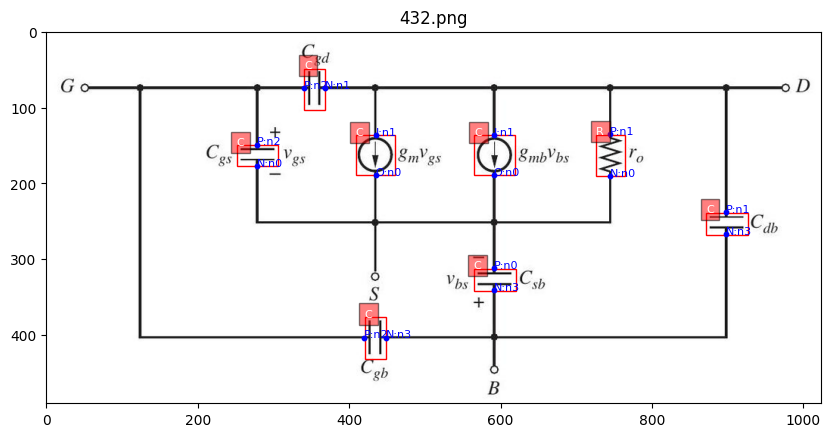 432.png
0
100
200
300
400
0
200
400
600
800
1000
G
D
S
B
C_{gd}
C
P:n2
N:n1
C_{gs}
C
P:n2
N:n0
+
v_{gs}
−
C
I:n1
O:n0
g_m v_{gs}
C
I:n1
O:n0
g_{mb} v_{bs}
R
P:n1
N:n0
r_o
C
P:n1
N:n3
C_{db}
−
v_{bs}
+
C
P:n0
N:n3
C_{sb}
C
P:n2
N:n3
C_{gb}